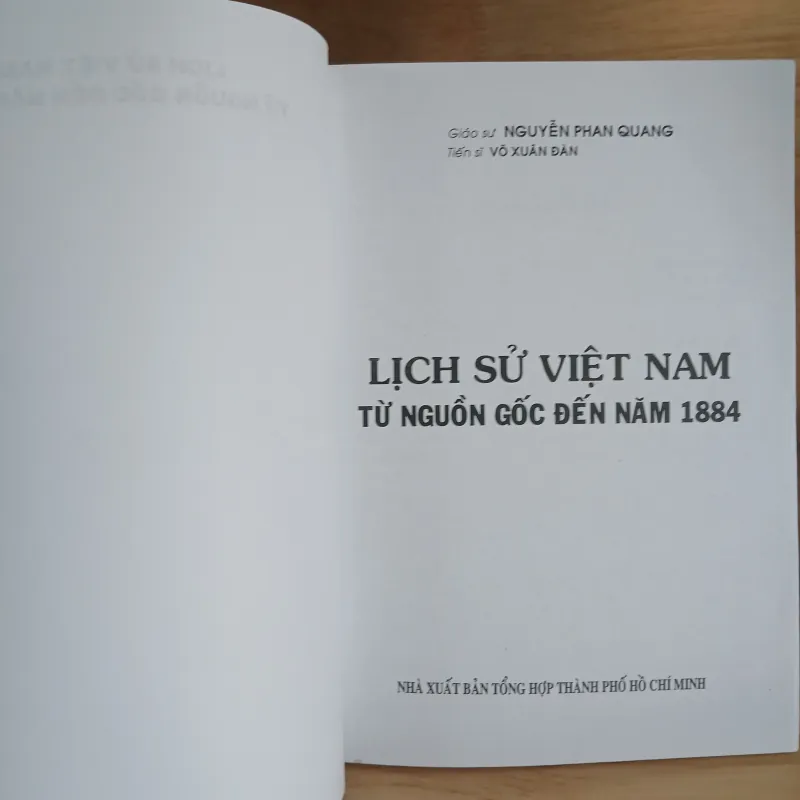 Giáo sư NGUYỄN PHAN QUANG
Tiến sĩ VÕ XUÂN ĐÀN
LỊCH SỬ VIỆT NAM
TỪ NGUỒN GỐC ĐẾN NĂM 1884
NHÀ XUẤT BẢN TỔNG HỢP THÀNH PHỐ HỒ CHÍ MINH